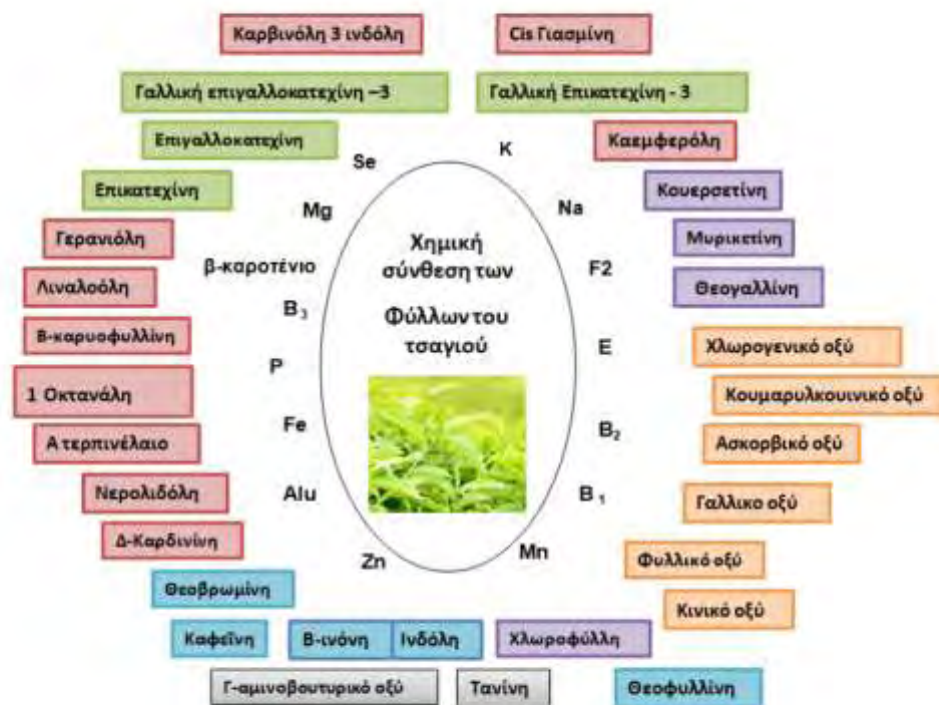 Καρβινόλη 3 ινδόλη
Cis Γιασμίνη
Γαλλική επιγαλλοκατεχίνη –3
Γαλλική Επικατεχίνη - 3
Επιγαλλοκατεχίνη
Καεμφερόλη
Se
K
Επικατεχίνη
Κουερσετίνη
Mg
Na
Γερανιόλη
Μυρικετίνη
β-καροτένιο
F2
Λιναλοόλη
Θεογαλλίνη
B3
Β-καρυοφυλλίνη
E
Χλωρογενικό οξύ
P
1 Οκτανάλη
Κουμαρυλκουινικό οξύ
Fe
B2
Α τερπινέλαιο
Ασκορβικό οξύ
Χημική
σύνθεση των
Φύλλων του
τσαγιού
Νερολιδόλη
Alu
B1
Γαλλικο οξύ
Δ-Καρδινίνη
Zn
Mn
Φυλλικό οξύ
Θεοβρωμίνη
Κινικό οξύ
Καφεΐνη
Β-ινόνη
Ινδόλη
Χλωροφύλλη
Γ-αμινοβουτυρικό οξύ
Τανίνη
Θεοφυλλίνη